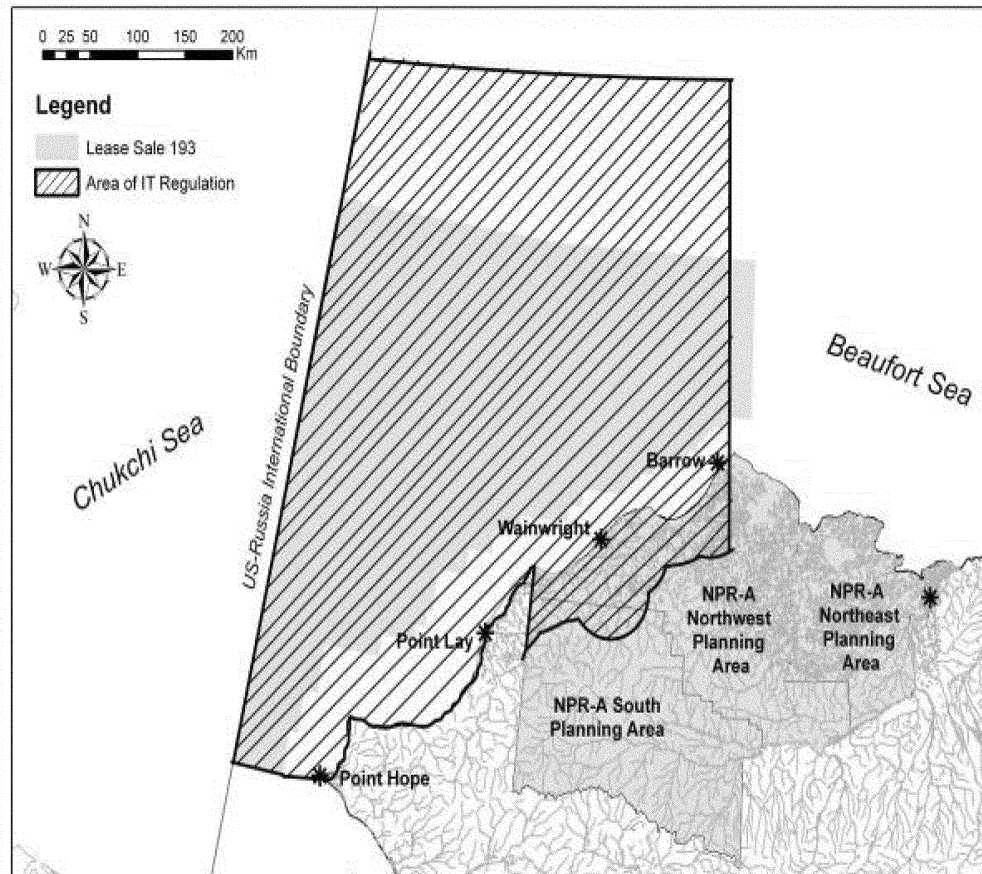 0 25 50 100 150 200
Km
Legend
Lease Sale 193
Area of IT Regulation
N
W E
S
US-Russia International Boundary
Chukchi Sea
Beaufort Sea
Barrow
Wainwright
Point Lay
Point Hope
NPR-A
Northwest
Planning
Area
NPR-A
Northeast
Planning
Area
NPR-A South
Planning Area